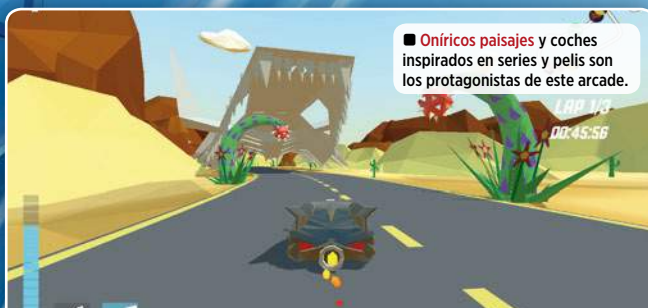 ■ Oníricos paisajes y coches
inspirados en series y pelis son
los protagonistas de este arcade.
LAP 1/3
00:45:56